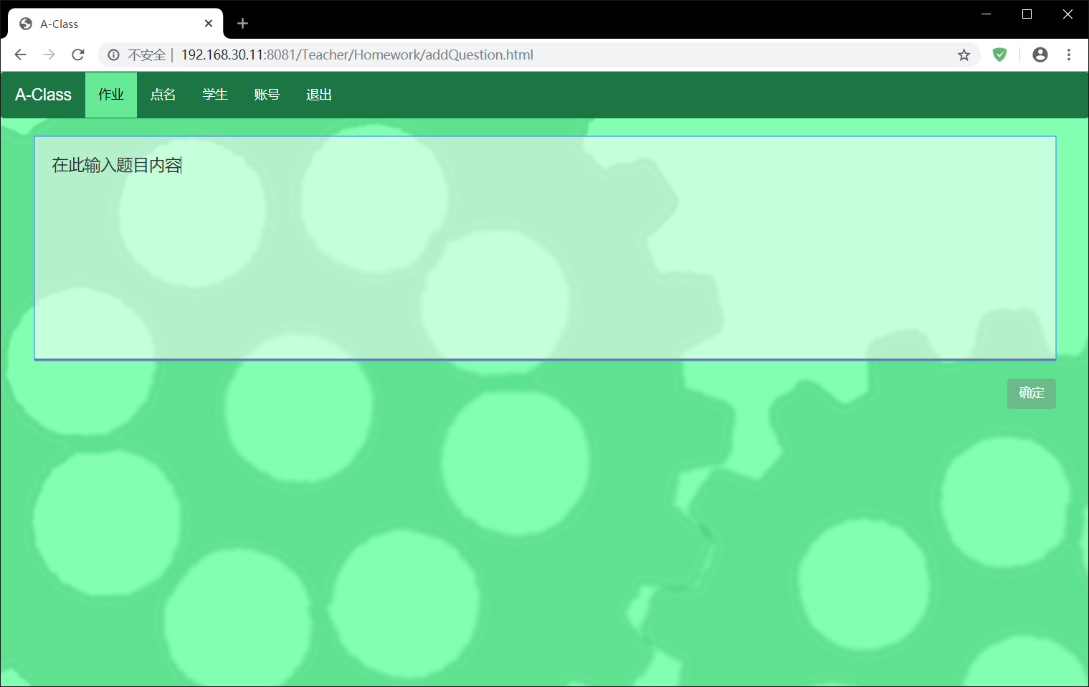 A-Class
不安全 | 192.168.30.11:8081/Teacher/Homework/addQuestion.html
A-Class 作业 点名 学生 账号 退出
在此输入题目内容
确定